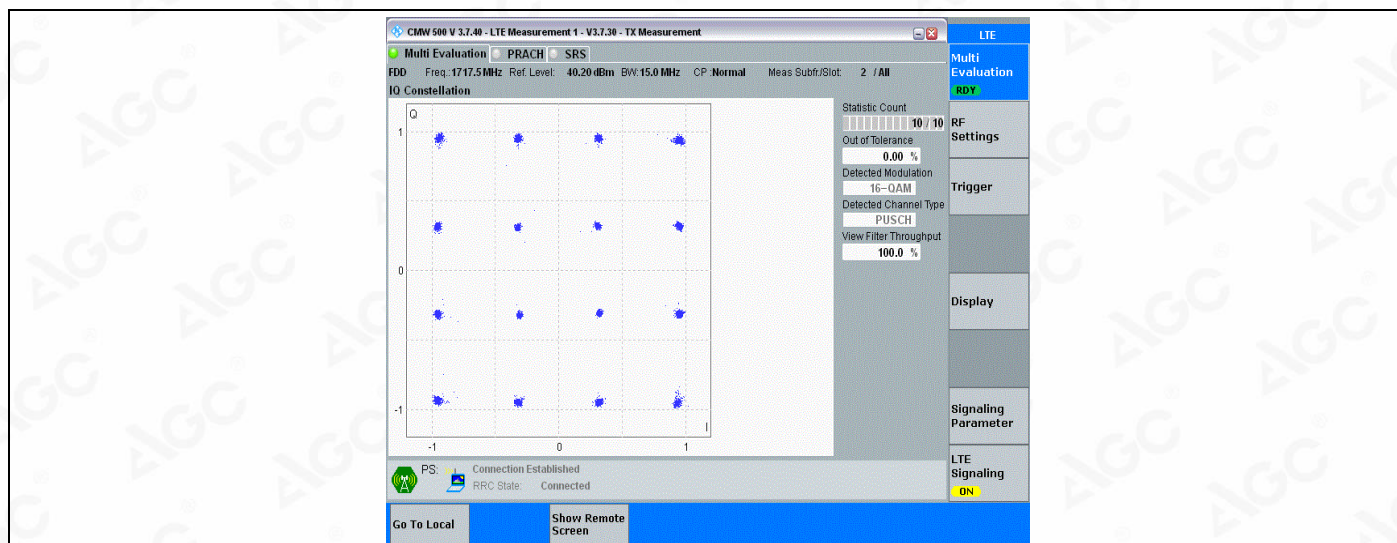 CMW 500 V 3.7.40 - LTE Measurement 1 - V3.7.30 - TX Measurement
LTE
Multi Evaluation PRACH SRS
Multi
Evaluation
RDY
FDD Freq.:1717.5 MHz Ref. Level: 40.20 dBm BW:15.0 MHz CP :Normal Meas Subfr/Slot: 2 / All
IQ Constellation
Q
1
0
-1
-1 0 1
I
Statistic Count
10 / 10
Out of Tolerance
0.00 %
Detected Modulation
16-QAM
Detected Channel Type
PUSCH
View Filter Throughput
100.0 %
RF
Settings
Trigger
Display
Signaling
Parameter
LTE
Signaling
ON
PS: Connection Established
RRC State: Connected
Go To Local
Show Remote
Screen
AGC